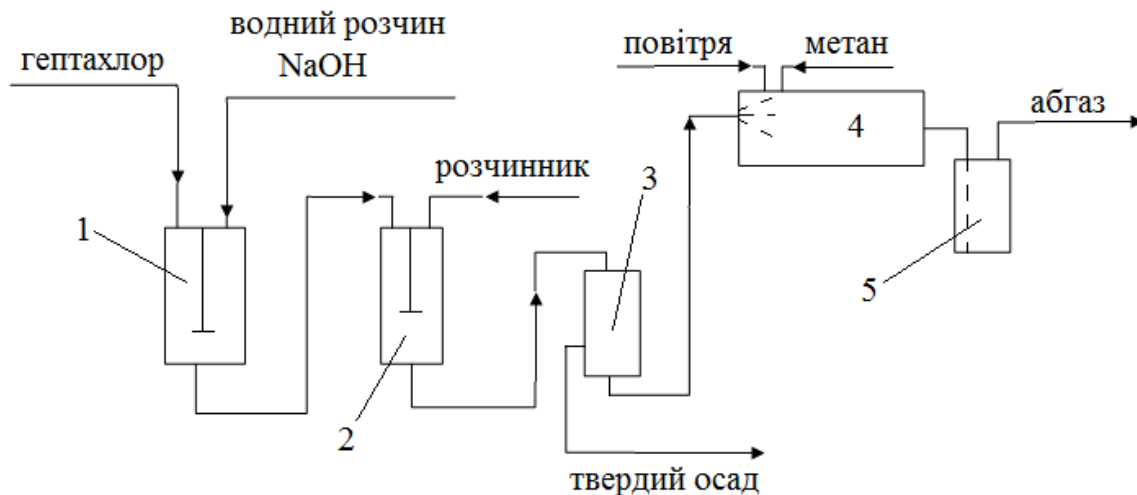 гептахлор
водний розчин
NaOH
повітря
метан
абгаз
розчинник
1
2
3
4
5
твердий осад